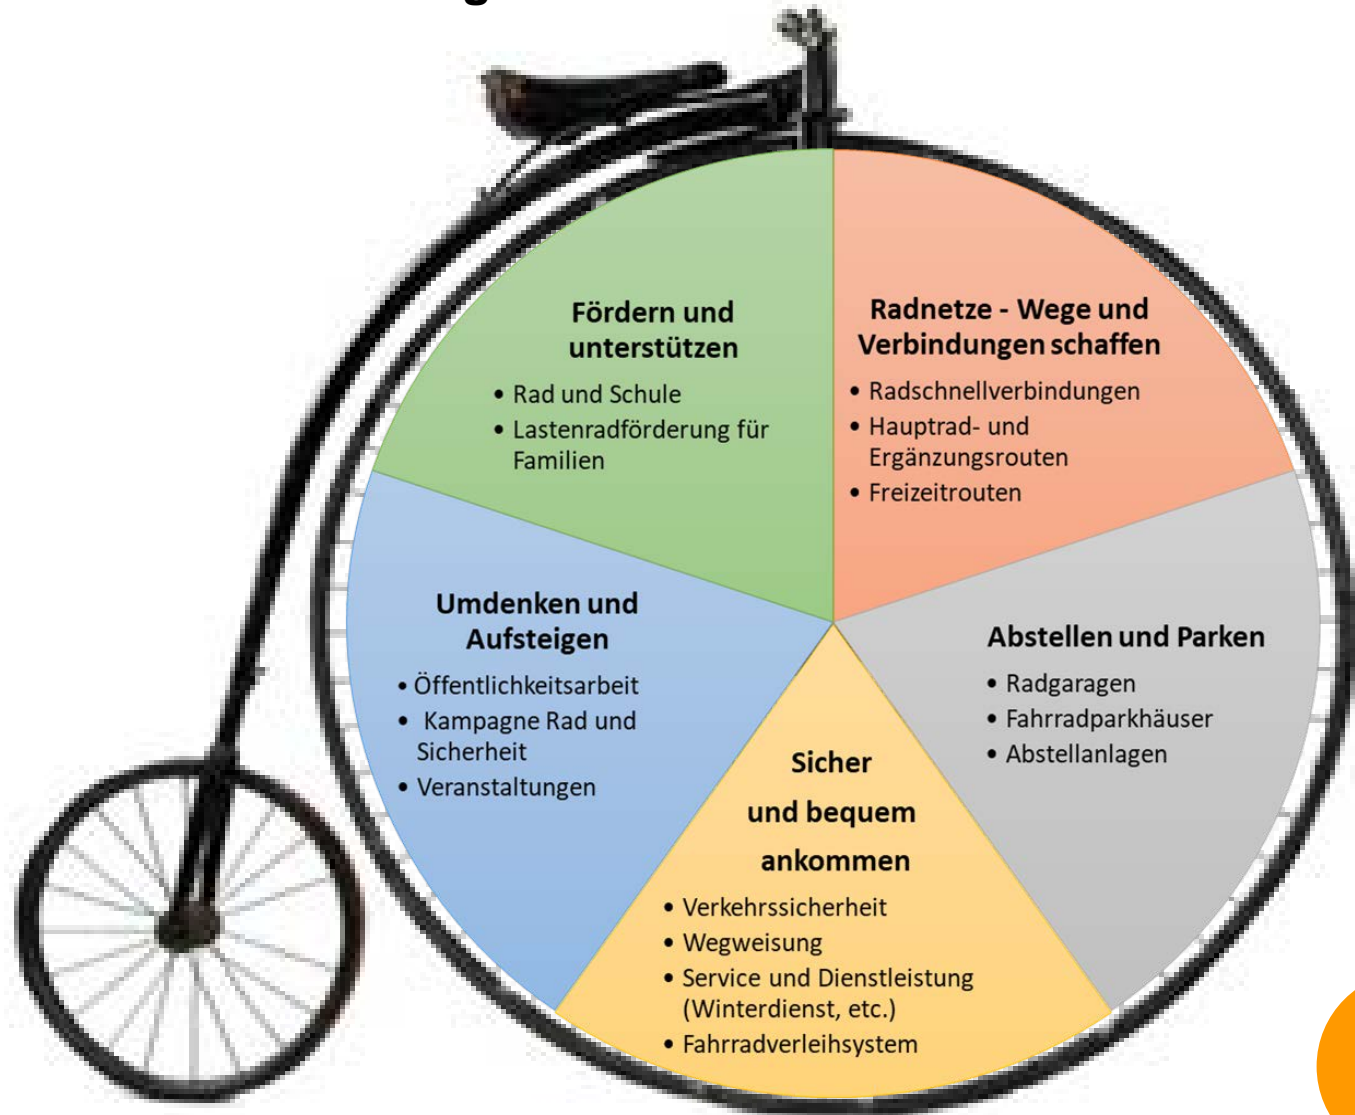 g
Fördern und
unterstützen
• Rad und Schule
• Lastenradförderung für
Familien
Radnetze - Wege und
Verbindungen schaffen
• Radschnellverbindungen
• Hauptrad- und
Ergänzungsrouten
• Freizeitrouten
Umdenken und
Aufsteigen
• Öffentlichkeitsarbeit
• Kampagne Rad und
Sicherheit
• Veranstaltungen
Abstellen und Parken
• Radgaragen
• Fahrradparkhäuser
• Abstellanlagen
Sicher
und bequem
ankommen
• Verkehrssicherheit
• Wegweisung
• Service und Dienstleistung
(Winterdienst, etc.)
• Fahrradverleihsystem